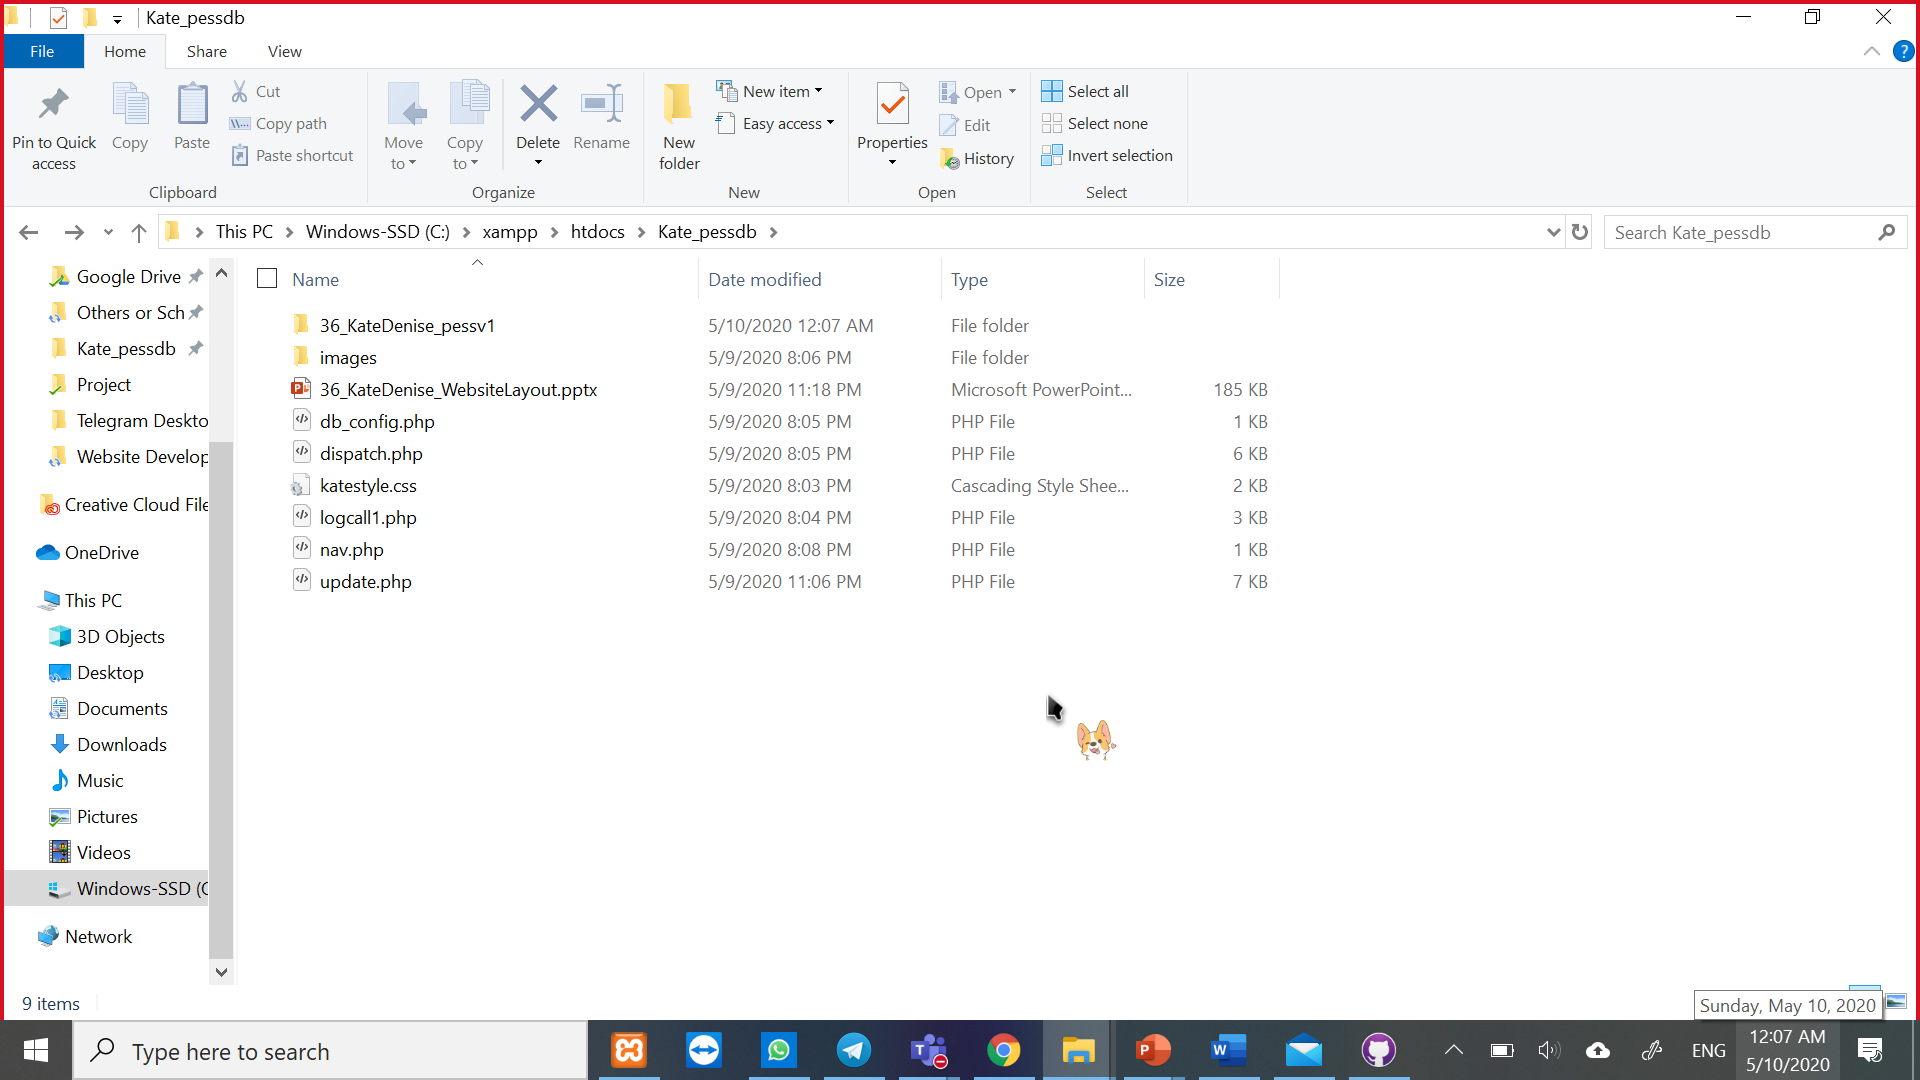 Kate_pessdb
File Home Share View
Pin to Quick access
Copy
Paste
Cut
Copy path
Paste shortcut
Clipboard
Move to
Copy to
Delete
Rename
Organize
New folder
New item
Easy access
New
Properties
Open
Edit
History
Open
Select all
Select none
Invert selection
Select
This PC > Windows-SSD (C:) > xampp > htdocs > Kate_pessdb >
Search Kate_pessdb
Google Drive
Others or Sch
Kate_pessdb
Project
Telegram Deskto
Website Develop
Creative Cloud File
OneDrive
This PC
3D Objects
Desktop
Documents
Downloads
Music
Pictures
Videos
Windows-SSD (C
Network
Name Date modified Type Size
36_KateDenise_pessv1 5/10/2020 12:07 AM File folder
images 5/9/2020 8:06 PM File folder
36_KateDenise_WebsiteLayout.pptx 5/9/2020 11:18 PM Microsoft PowerPoint... 185 KB
db_config.php 5/9/2020 8:05 PM PHP File 1 KB
dispatch.php 5/9/2020 8:05 PM PHP File 6 KB
katestyle.css 5/9/2020 8:03 PM Cascading Style Shee... 2 KB
logcall1.php 5/9/2020 8:04 PM PHP File 3 KB
nav.php 5/9/2020 8:08 PM PHP File 1 KB
update.php 5/9/2020 11:06 PM PHP File 7 KB
9 items
Sunday, May 10, 2020
Type here to search
ENG
12:07 AM
5/10/2020